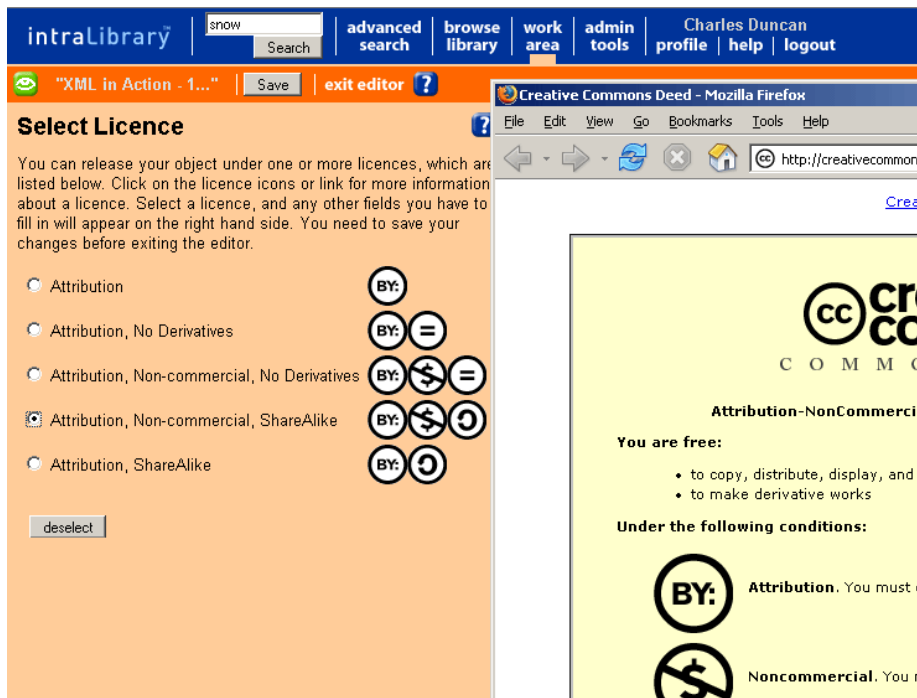 intraLibrary™
snow
Search
advanced search
browse library
work area
admin tools
Charles Duncan
profile | help | logout
"XML in Action - 1..."
Save
exit editor
?
Select Licence
?
You can release your object under one or more licences, which are
listed below. Click on the licence icons or link for more information
about a licence. Select a licence, and any other fields you have to
fill in will appear on the right hand side. You need to save your
changes before exiting the editor.
Attribution
BY:
Attribution, No Derivatives
BY: =
Attribution, Non-commercial, No Derivatives
BY: $ =
Attribution, Non-commercial, ShareAlike
BY: $
Attribution, ShareAlike
BY:
deselect
Creative Commons Deed - Mozilla Firefox
File Edit View Go Bookmarks Tools Help
http://creativecommon
Crea
cc
cre
co
COMMO
Attribution-NonCommerci
You are free:
• to copy, distribute, display, and
• to make derivative works
Under the following conditions:
BY:
Attribution. You must
$
Noncommercial. You